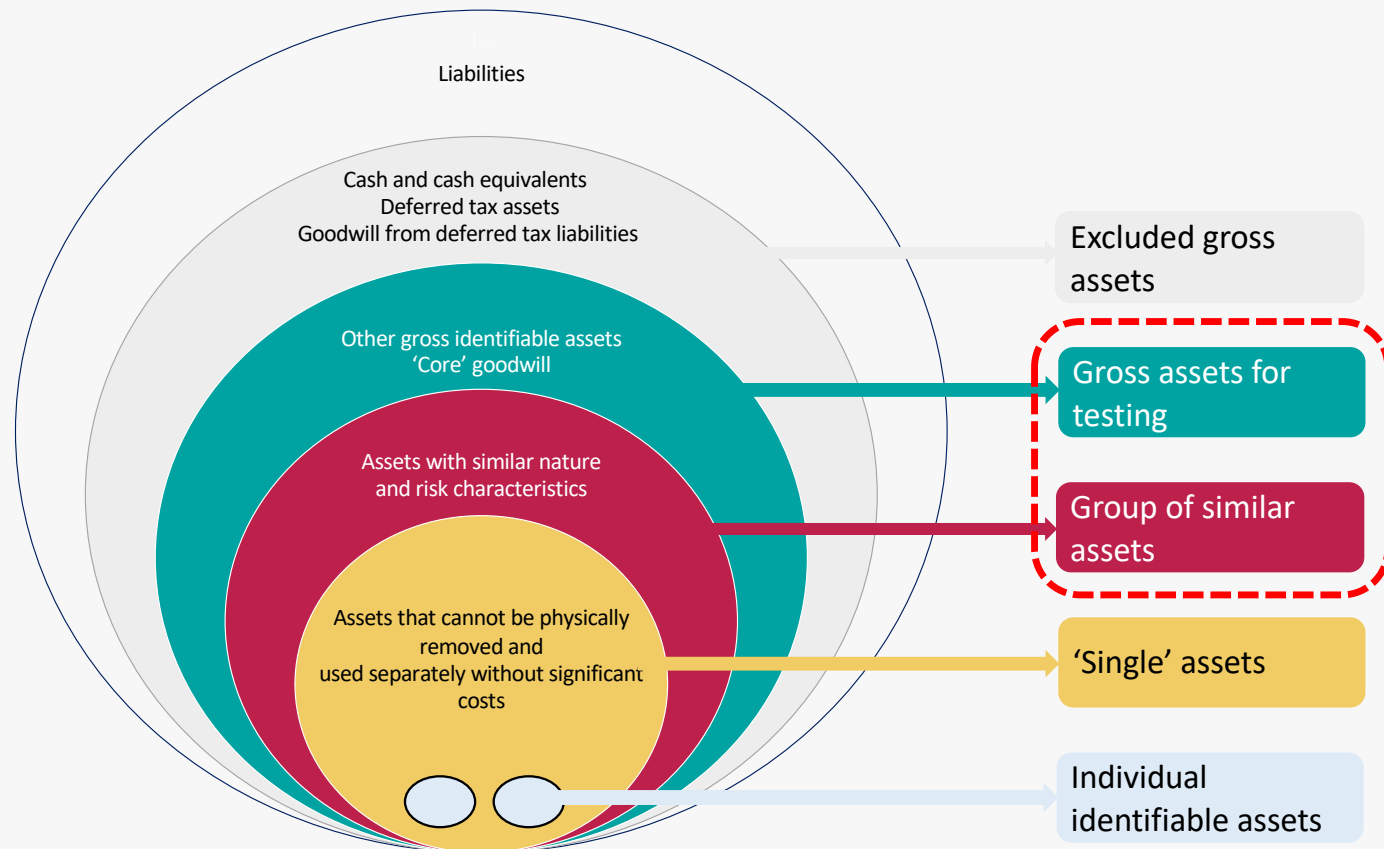 Liabilities
Cash and cash equivalents
Deferred tax assets
Goodwill from deferred tax liabilities
Excluded gross
assets
Other gross identifiable assets
‘Core’ goodwill
Gross assets for
testing
Assets with similar nature
and risk characteristics
Group of similar
assets
Assets that cannot be physically
removed and
used separately without significant
costs
‘Single’ assets
Individual
identifiable assets